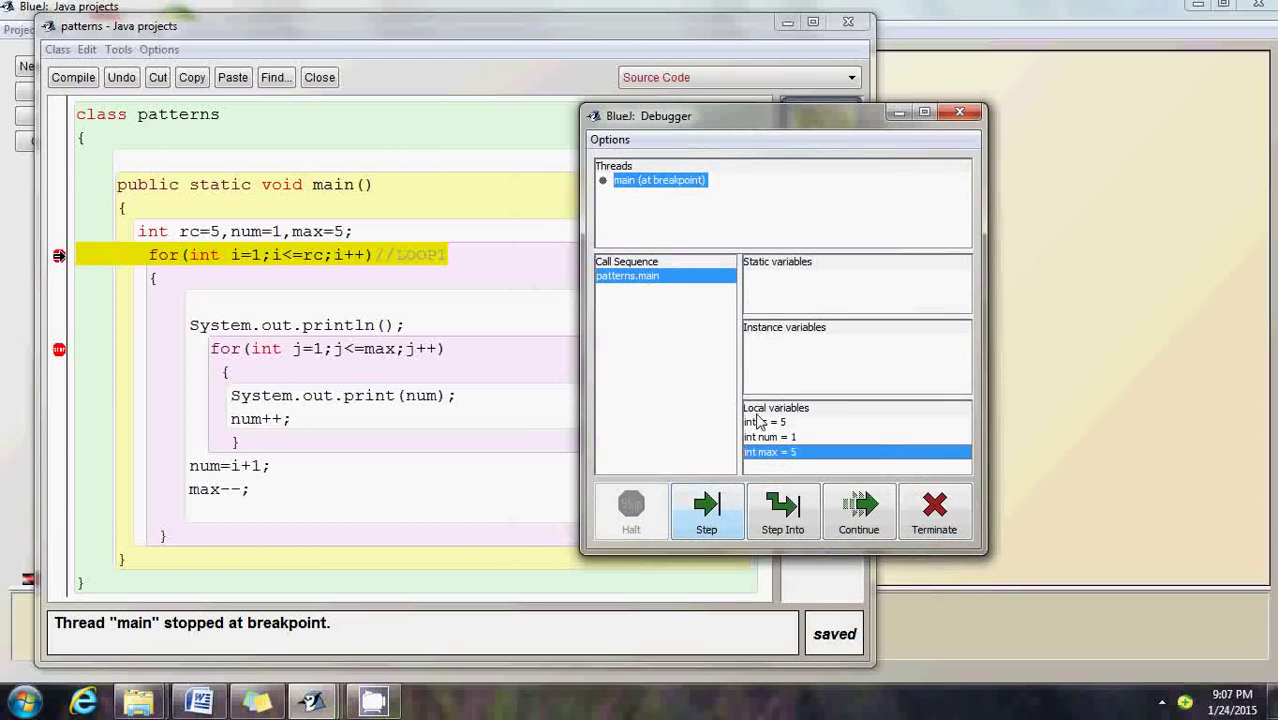 BlueJ: Java projects
patterns - Java projects
Class Edit Tools Options
Compile Undo Cut Copy Paste Find... Close Source Code
class patterns
{
public static void main()
{
int rc=5,num=1,max=5;
for(int i=1;i<=rc;i++)//LOOP1
{
System.out.println();
for(int j=1;j<=max;j++)
{
System.out.print(num);
num++;
}
num=i+1;
max--;
}
}
}
Thread "main" stopped at breakpoint.
saved
BlueJ: Debugger
Options
Threads
main (at breakpoint)
Call Sequence
patterns.main
Static variables
Instance variables
Local variables
int = 5
int num = 1
int max = 5
Halt Step Step Into Continue Terminate
9:07 PM
1/24/2015